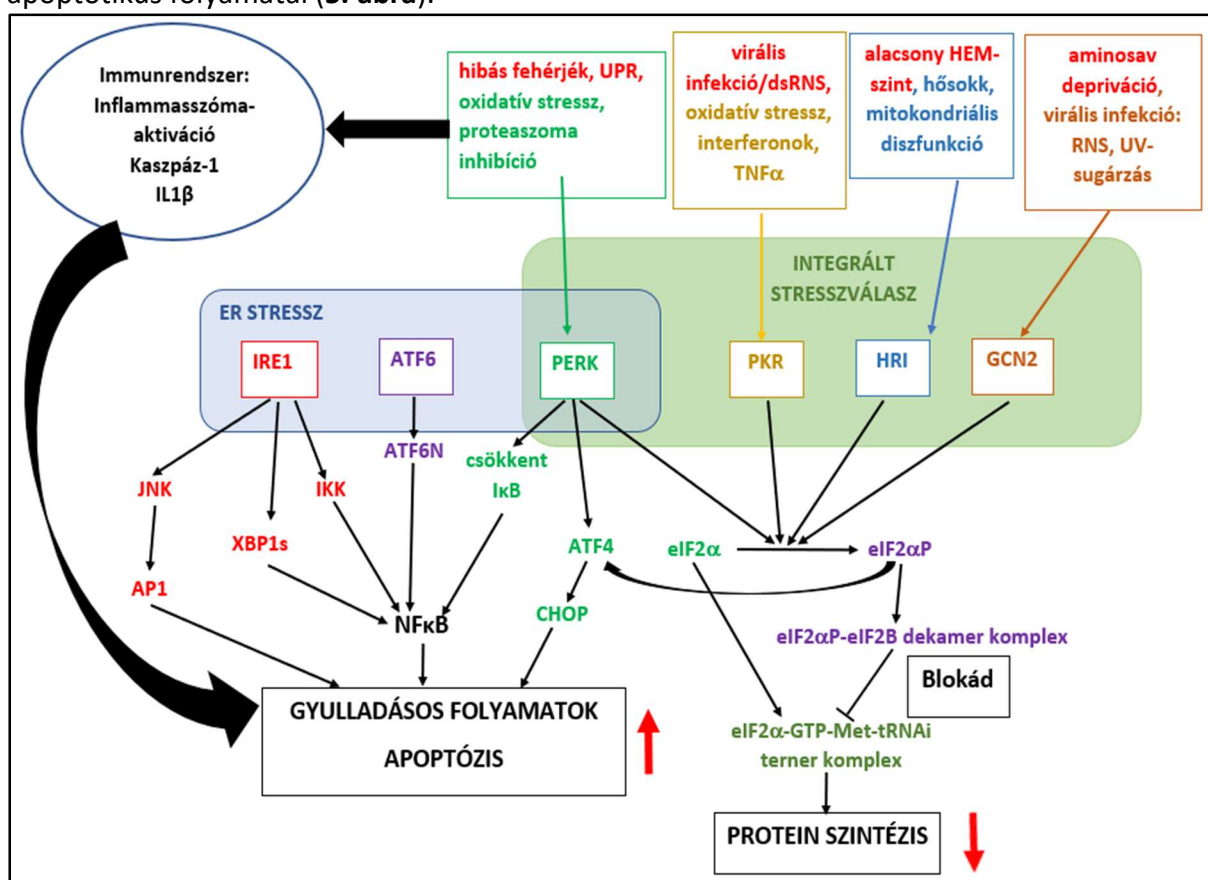 apoptotikus folyamatai (3. ábra).
Immunrendszer:
Inflammasszóma-
aktiváció
Kaszpáz-1
IL1β
hibás fehérjék, UPR,
oxidatív stressz,
proteaszoma
inhibíció
virális
infekció/dsRNS,
oxidatív stressz,
interferonok,
TNFα
alacsony HEM-
szint, hősokk,
mitokondriális
diszfunkció
aminosav
depriváció,
virális infekció:
RNS, UV-
sugárzás
INTEGRÁLT
STRESSZVÁLASZ
ER STRESSZ
IRE1
ATF6
PERK
PKR
HRI
GCN2
ATF6N
csökkent
IκB
JNK
IKK
XBP1s
ATF4
eIF2α
eIF2αP
AP1
NFκB
CHOP
eIF2αP-eIF2B dekamer komplex
Blokád
GYULLADÁSOS FOLYAMATOK
APOPTÓZIS
eIF2α-GTP-Met-tRNAi
terner komplex
PROTEIN SZINTÉZIS